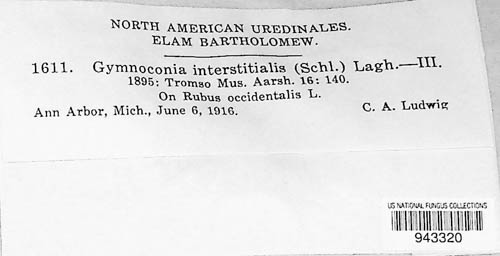 NORTH AMERICAN UREDINALES.
ELAM BARTHOLOMEW.
1611. Gymnoconia interstitialis (Schl.) Lagh.—III.
1895: Tromso Mus. Aarsh. 16: 140.
On Rubus occidentalis L.
Ann Arbor, Mich., June 6, 1916. C. A. Ludwig
US NATIONAL FUNGUS COLLECTIONS
943320